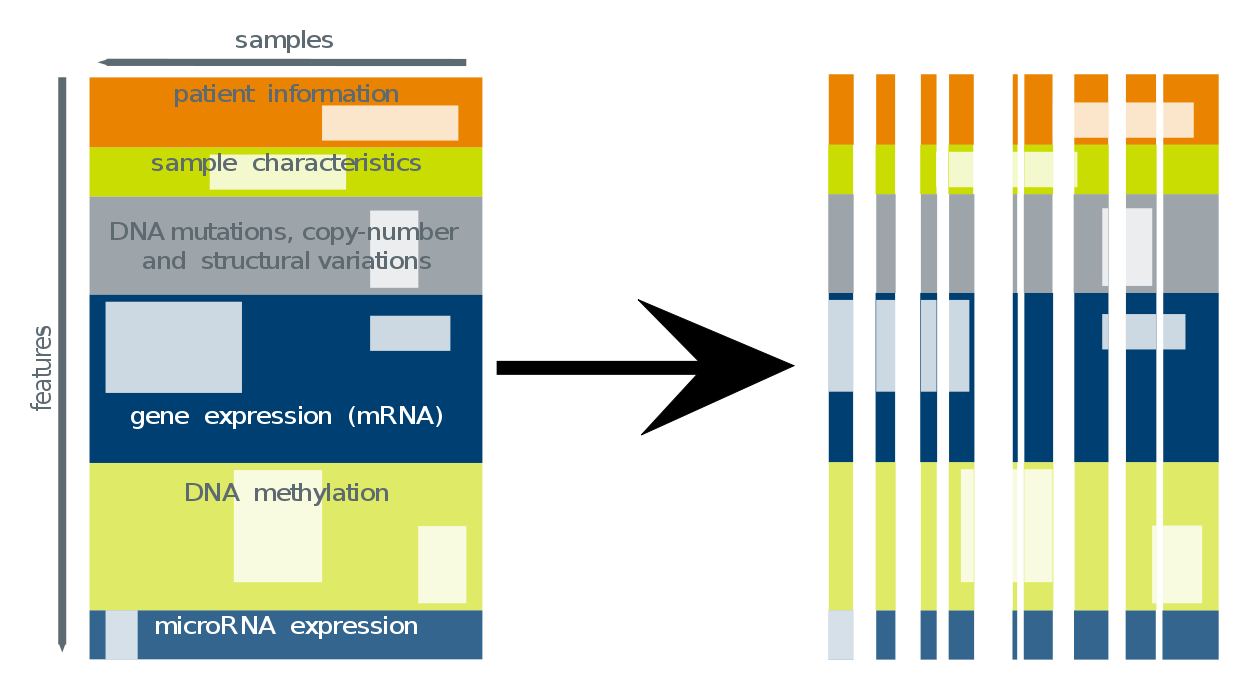 samples
features
patient information
sample characteristics
DNA mutations, copy-number
and structural variations
gene expression (mRNA)
DNA methylation
microRNA expression